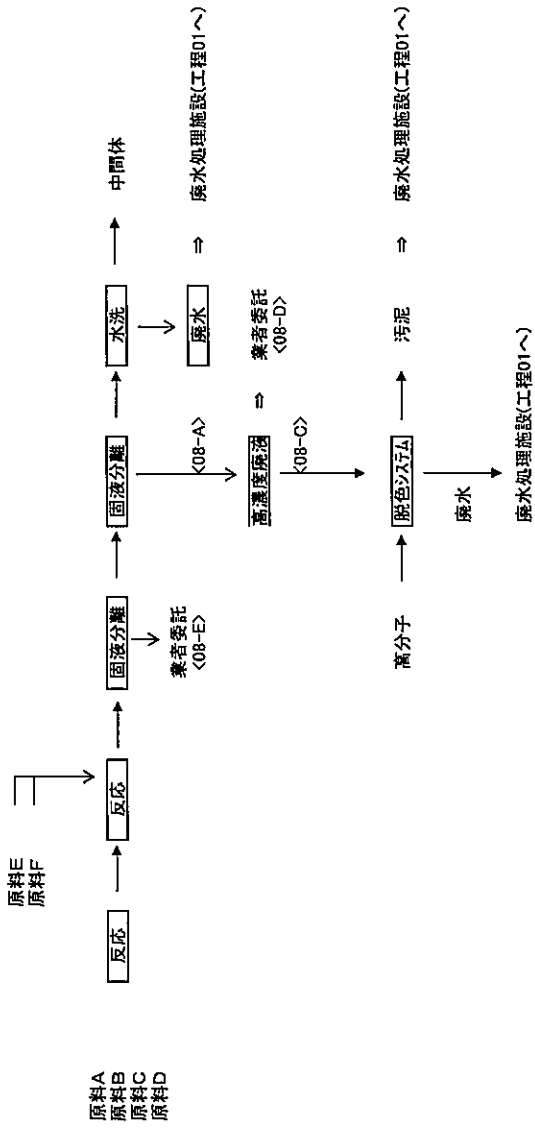 原料E
原料F
原料A
原料B
原料C
原料D
反応
反応
固液分離
固液分離
水洗
中間体
業者委託
<08-E>
<08-A>
廃水
⇒
廃水処理施設(工程01へ)
高濃度廃液
⇒
業者委託
<08-D>
<08-C>
高分子
脱色システム
汚泥
⇒
廃水処理施設(工程01へ)
廃水
廃水処理施設(工程01へ)